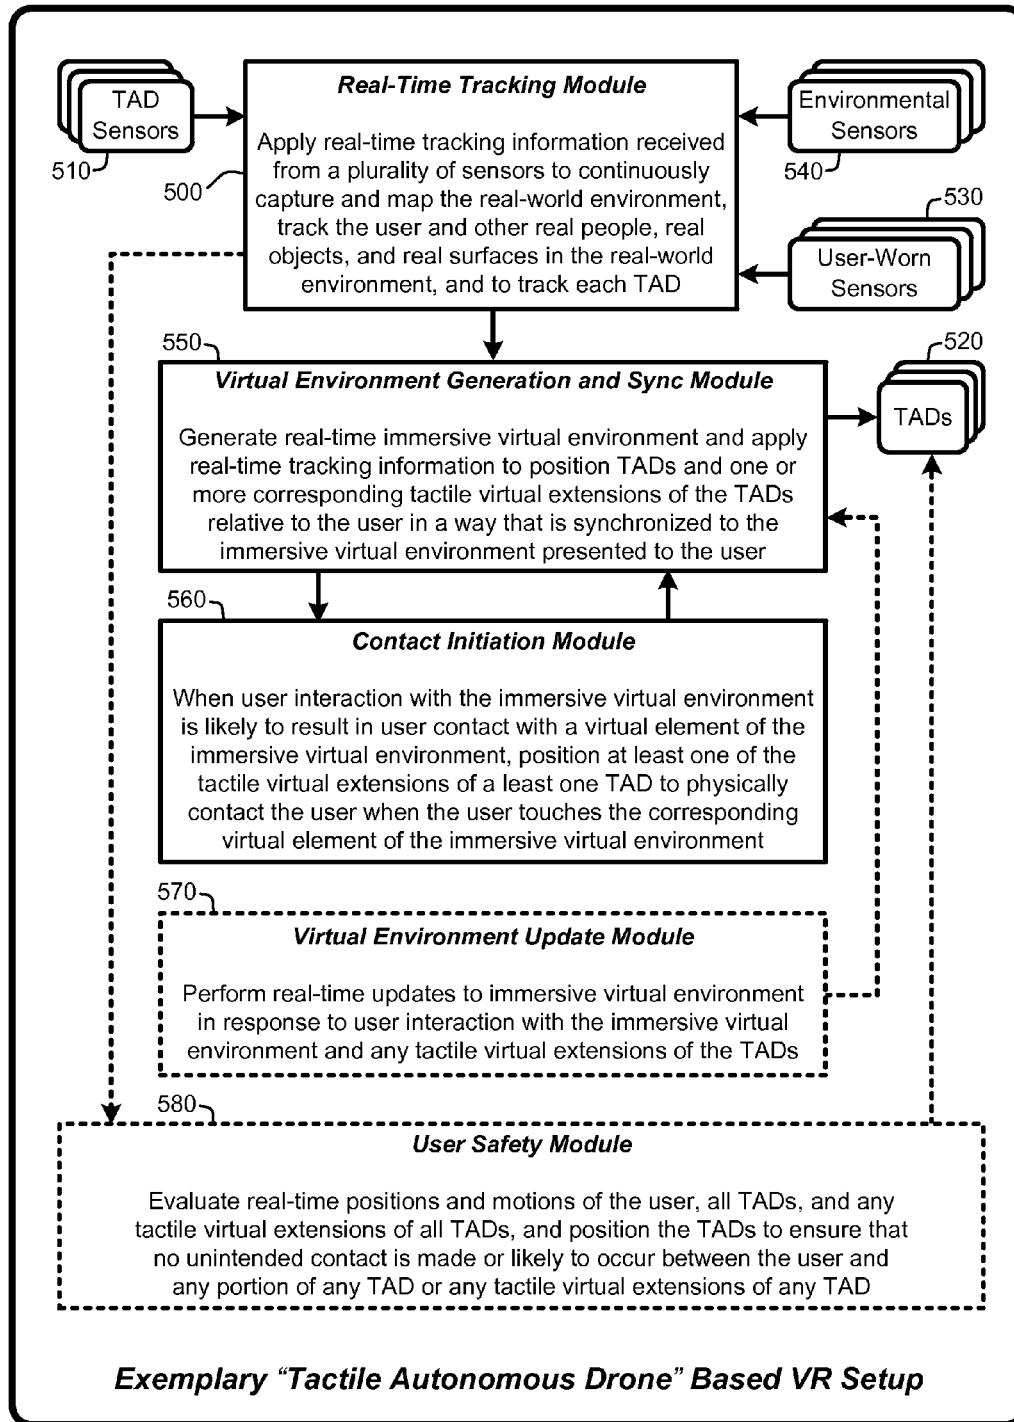 TAD
Sensors
510
Real-Time Tracking Module
Apply real-time tracking information received
from a plurality of sensors to continuously
capture and map the real-world environment,
track the user and other real people, real
objects, and real surfaces in the real-world
environment, and to track each TAD
500
Environmental
Sensors
540
530
User-Worn
Sensors
550
Virtual Environment Generation and Sync Module
Generate real-time immersive virtual environment and apply
real-time tracking information to position TADs and one or
more corresponding tactile virtual extensions of the TADs
relative to the user in a way that is synchronized to the
immersive virtual environment presented to the user
520
TADs
560
Contact Initiation Module
When user interaction with the immersive virtual environment
is likely to result in user contact with a virtual element of the
immersive virtual environment, position at least one of the
tactile virtual extensions of a least one TAD to physically
contact the user when the user touches the corresponding
virtual element of the immersive virtual environment
570
Virtual Environment Update Module
Perform real-time updates to immersive virtual environment
in response to user interaction with the immersive virtual
environment and any tactile virtual extensions of the TADs
580
User Safety Module
Evaluate real-time positions and motions of the user, all TADs, and any
tactile virtual extensions of all TADs, and position the TADs to ensure that
no unintended contact is made or likely to occur between the user and
any portion of any TAD or any tactile virtual extensions of any TAD
Exemplary “Tactile Autonomous Drone” Based VR Setup